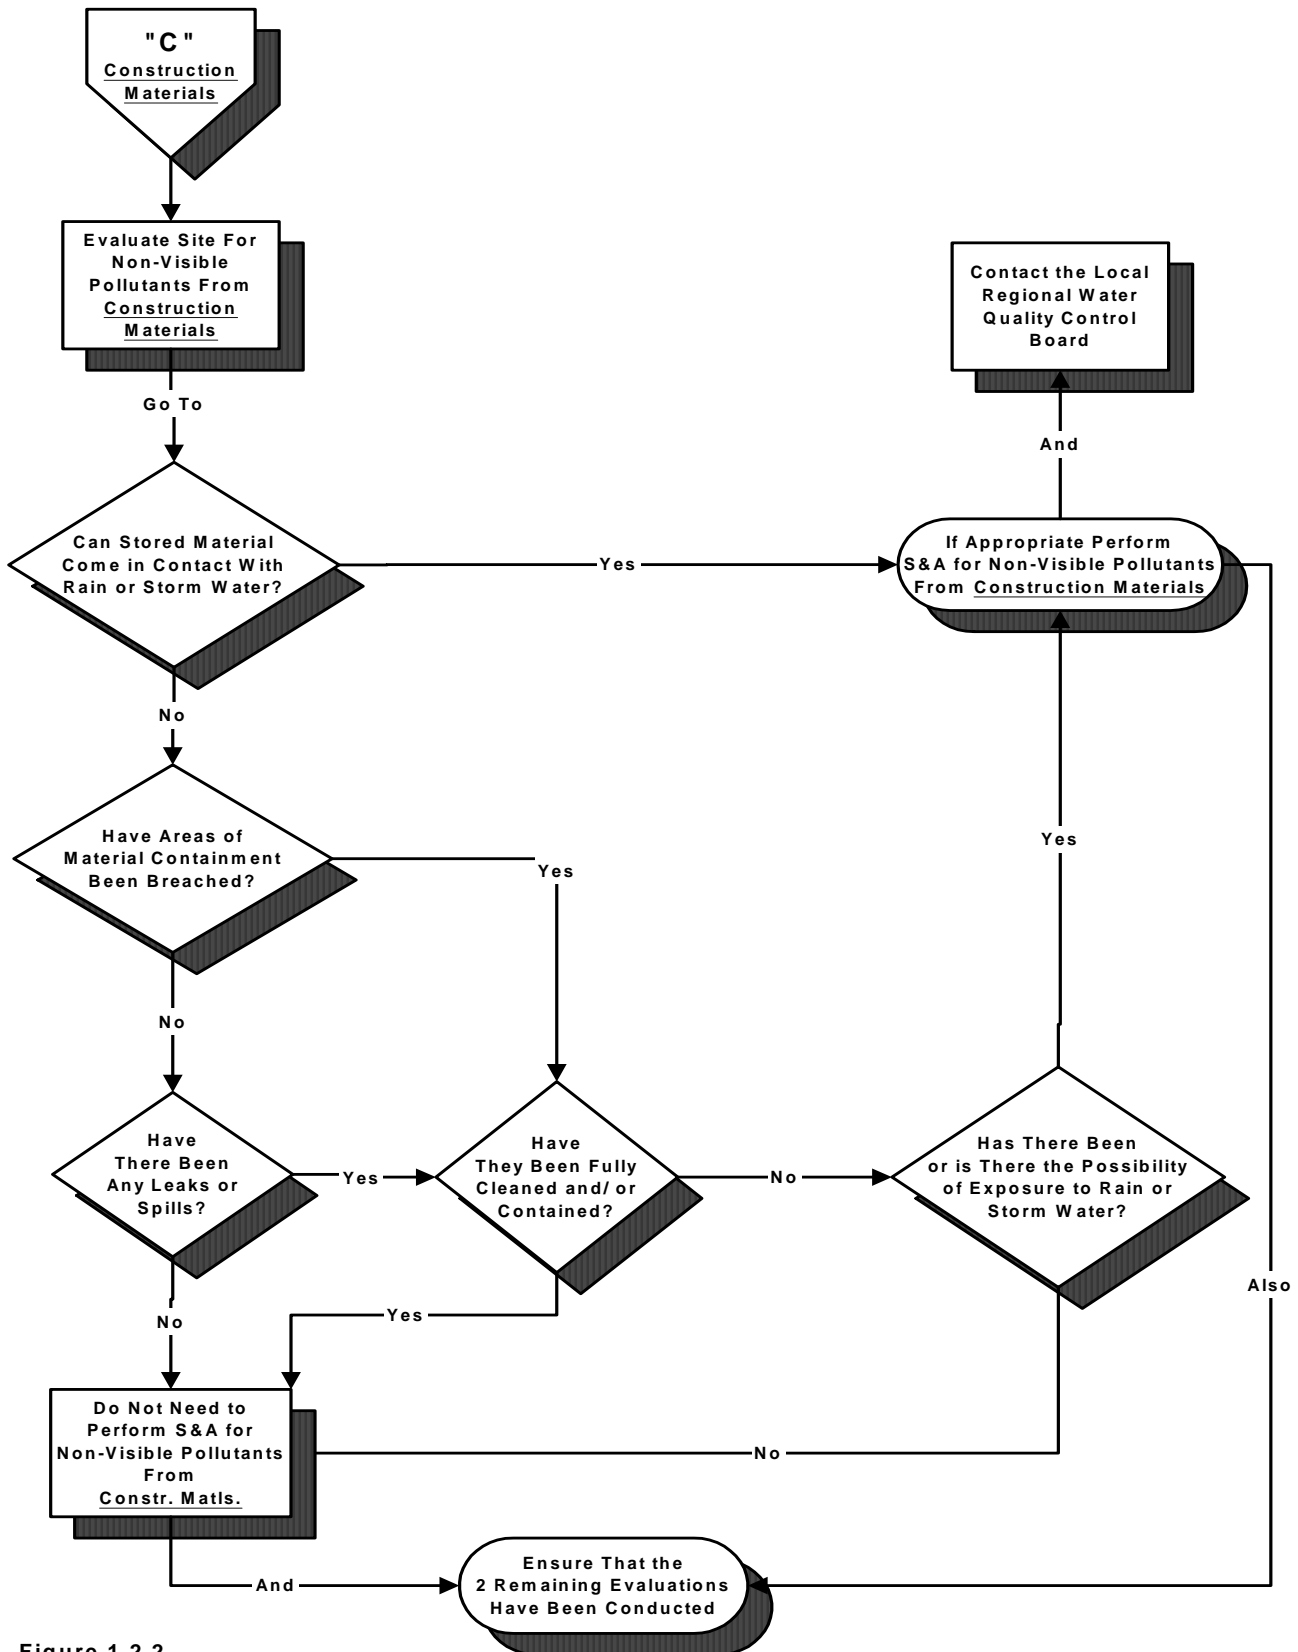 "C"
Construction
Materials
Evaluate Site For
Non-Visible
Pollutants From
Construction
Materials
Contact the Local
Regional Water
Quality Control
Board
Go To
And
Can Stored Material
Come in Contact With
Rain or Storm Water?
Yes
If Appropriate Perform
S&A for Non-Visible Pollutants
From Construction Materials
No
Have Areas of
Material Containment
Been Breached?
Yes
Yes
No
Have
There Been
Any Leaks or
Spills?
Yes
Have
They Been Fully
Cleaned and/ or
Contained?
No
Has There Been
or is There the Possibility
of Exposure to Rain or
Storm Water?
Also
No
Yes
Do Not Need to
Perform S&A for
Non-Visible Pollutants
From
Constr. Matls.
No
And
Ensure That the
2 Remaining Evaluations
Have Been Conducted
Figure 1.2.2